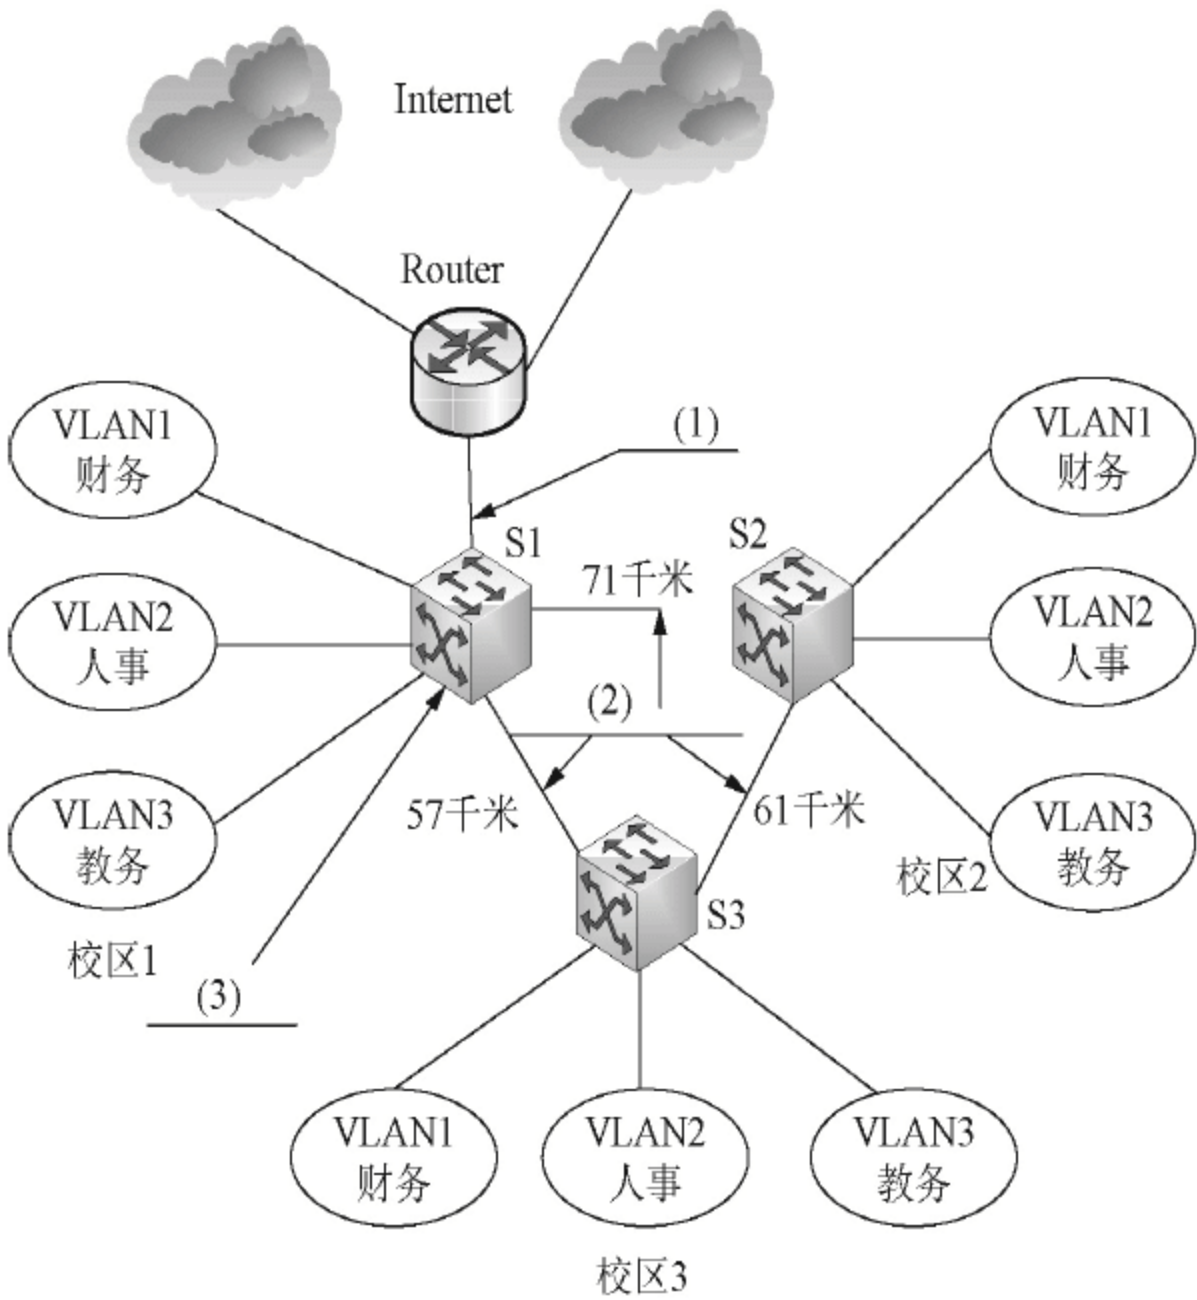 Internet
Router
(1)
VLAN1
财务
VLAN1
财务
S1
S2
71千米
VLAN2
人事
VLAN2
人事
(2)
57千米
61千米
VLAN3
教务
VLAN3
教务
校区2
S3
校区1
(3)
VLAN1
财务
VLAN2
人事
VLAN3
教务
校区3